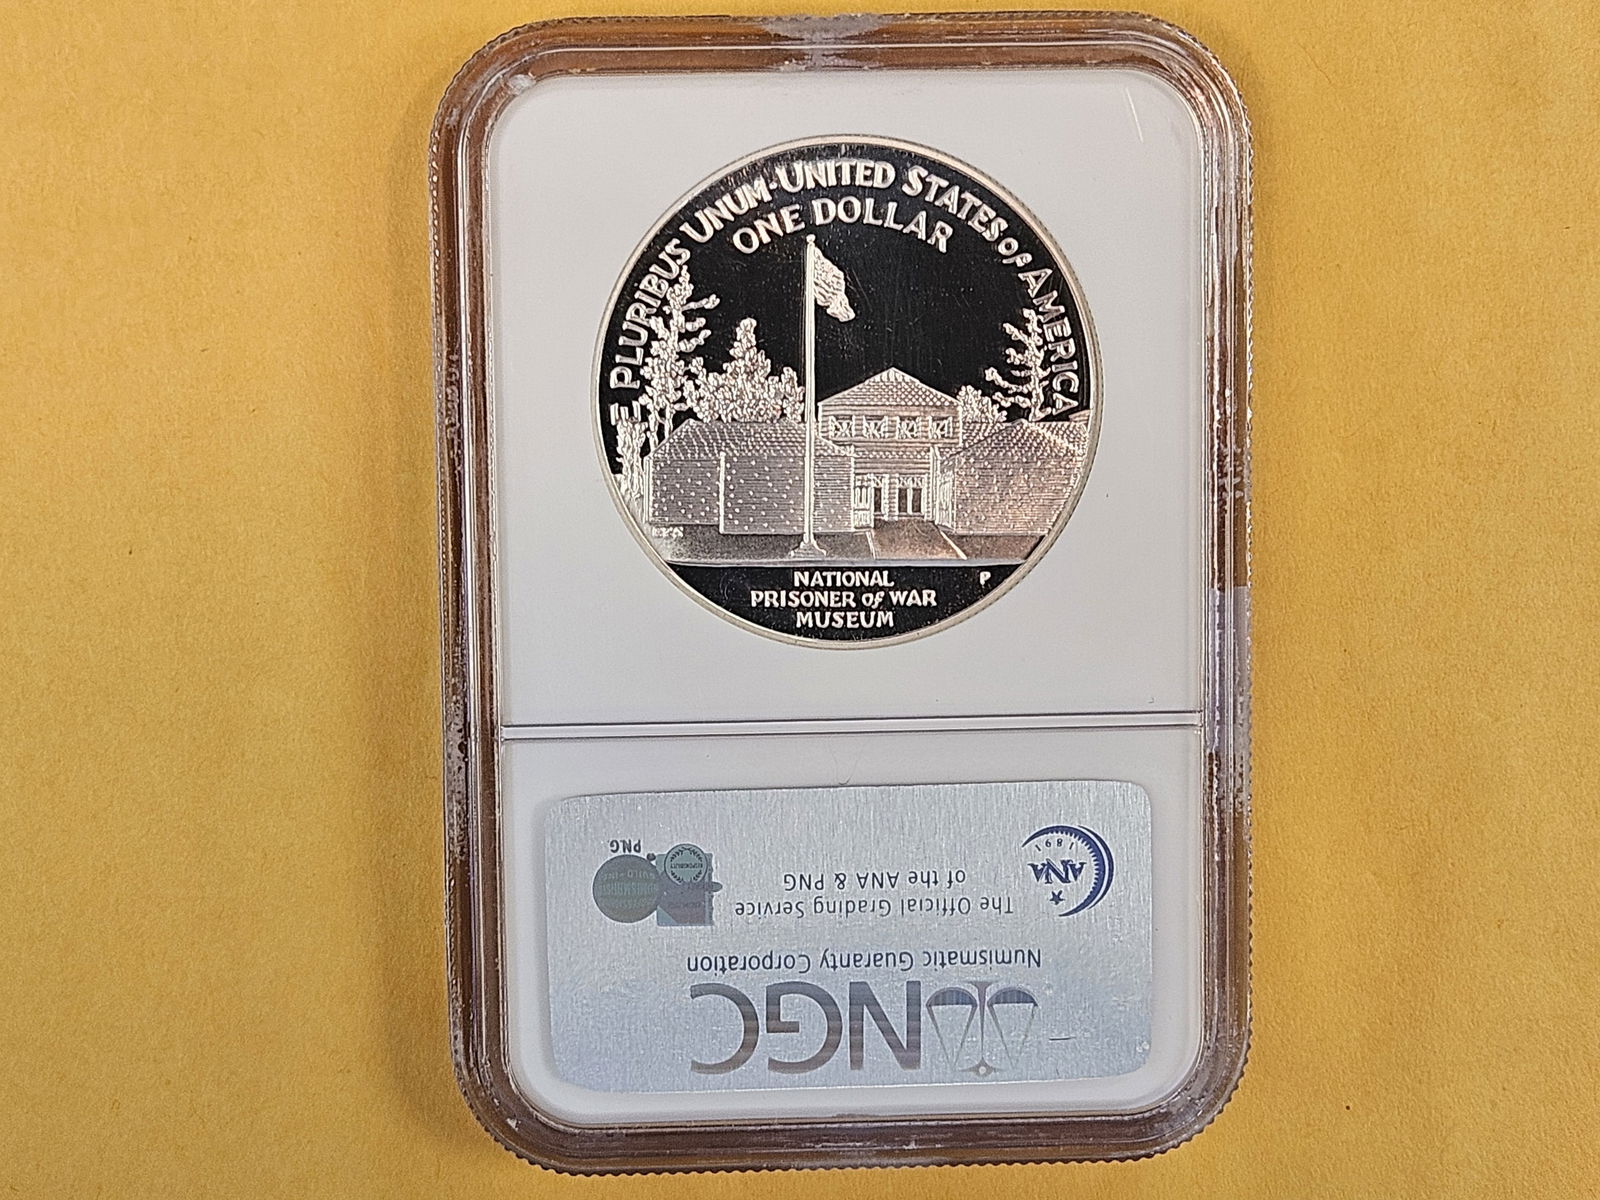 E PLURIBUS UNUM-UNITED STATES of AMERICA
ONE DOLLAR
NATIONAL
P
PRISONER of WAR
MUSEUM
NGC
Numismatic Guaranty Corporation
The Official Grading Service
of the ANA & PNG
ANA
1891
PNG